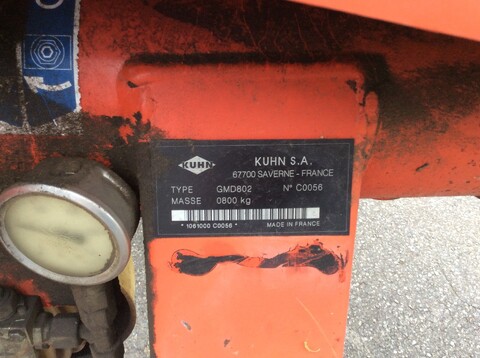 KUHN
KUHN S.A.
67700 SAVERNE - FRANCE
TYPE GMD802 N° C0056
MASSE 0800 kg
* 1061000 C0056 * MADE IN FRANCE